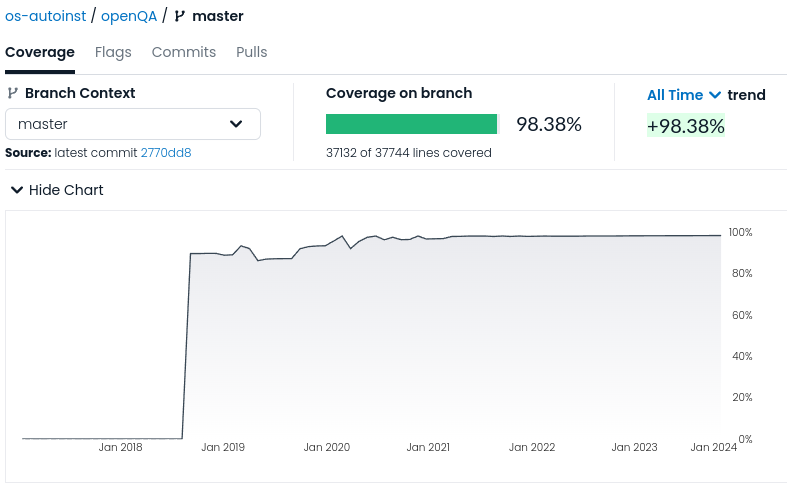 os-autoinst / openQA / master
Coverage Flags Commits Pulls
Branch Context
master
Source: latest commit 2770dd8
Coverage on branch
98.38%
37132 of 37744 lines covered
All Time trend
+98.38%
Hide Chart
100%
80%
60%
40%
20%
0%
Jan 2018 Jan 2019 Jan 2020 Jan 2021 Jan 2022 Jan 2023 Jan 2024